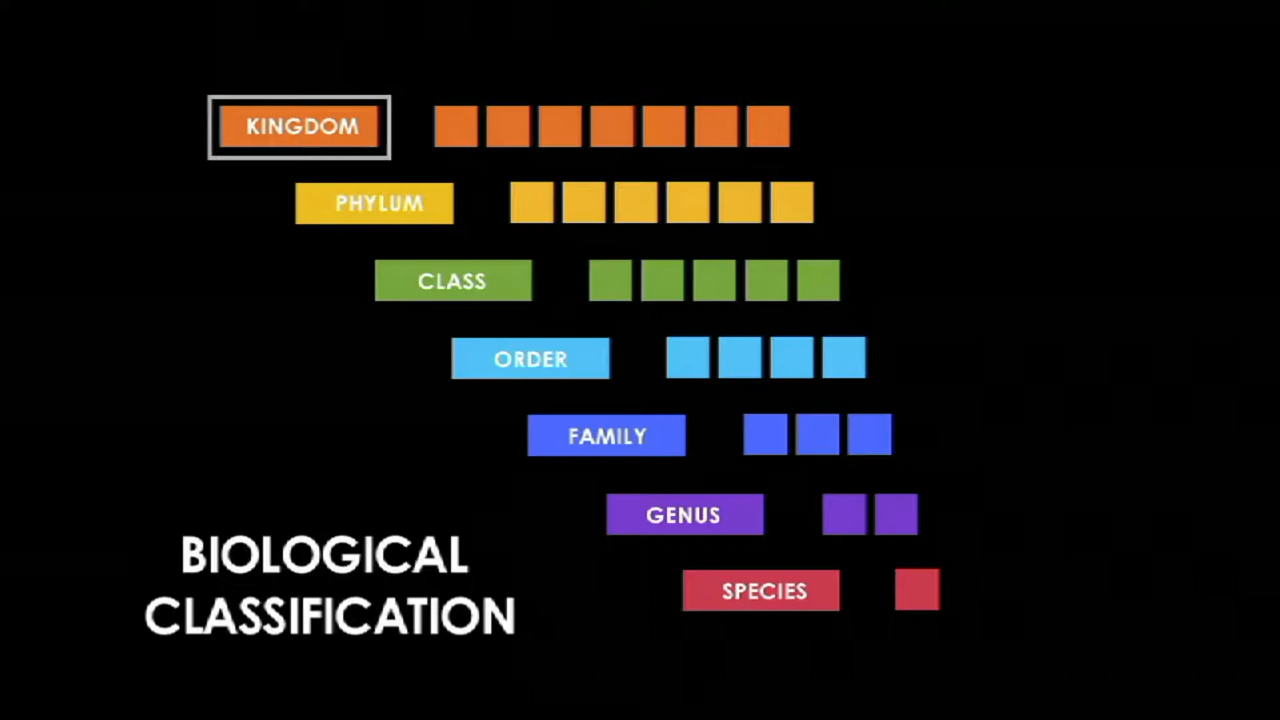 KINGDOM
PHYLUM
CLASS
ORDER
FAMILY
GENUS
SPECIES
BIOLOGICAL
CLASSIFICATION